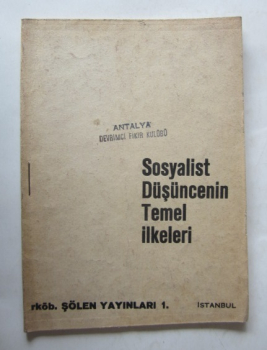 ANTALYA
DEVRİMCİ FİKİR KULÜBÜ
Sosyalist
Düşüncenin
Temel
ilkeleri
rköb. ŞÖLEN YAYINLARI 1.
İSTANBUL